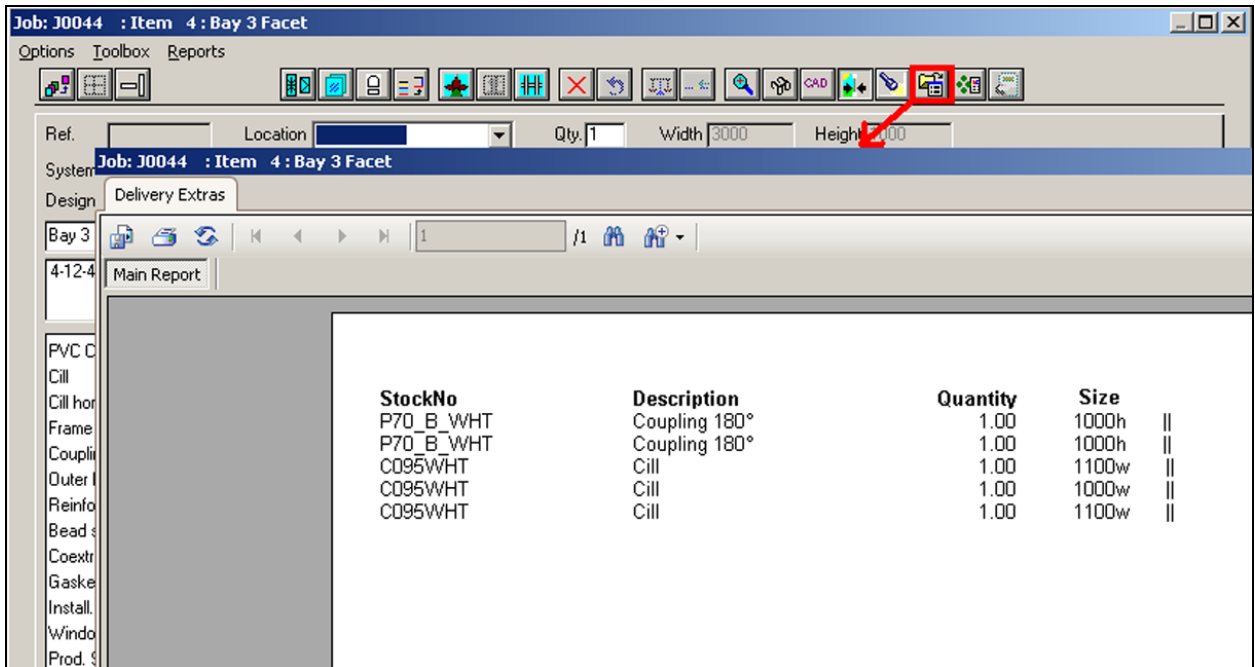 Job: J0044 : Item 4 : Bay 3 Facet
Options Toolbox Reports
CAD
Ref. Location Qty. 1 Width 3000 Height
System Job: J0044 : Item 4 : Bay 3 Facet
Design Delivery Extras
Bay 3 1 /1
4-12-4 Main Report
PVC C
Cill
Cill hor
Frame
Couplin
Outer
Reinfo
Bead s
Coextr
Gaske
Install.
Windo
Prod. S
StockNo Description Quantity Size
P70_B_WHT Coupling 180° 1.00 1000h ||
P70_B_WHT Coupling 180° 1.00 1000h ||
C095WHT Cill 1.00 1100w ||
C095WHT Cill 1.00 1000w ||
C095WHT Cill 1.00 1100w ||